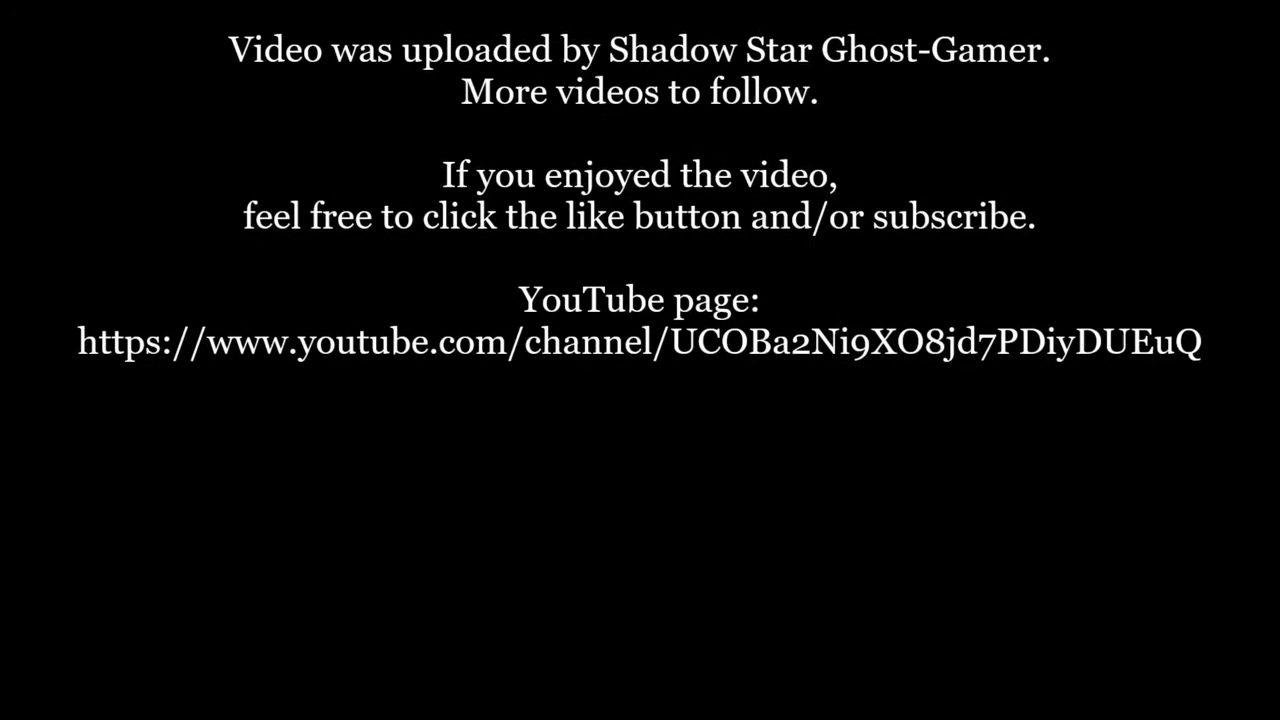 Video was uploaded by Shadow Star Ghost-Gamer.
More videos to follow.
If you enjoyed the video,
feel free to click the like button and/or subscribe.
YouTube page:
https://www.youtube.com/channel/UCOBa2Ni9XO8jd7PDiyDUEuQ